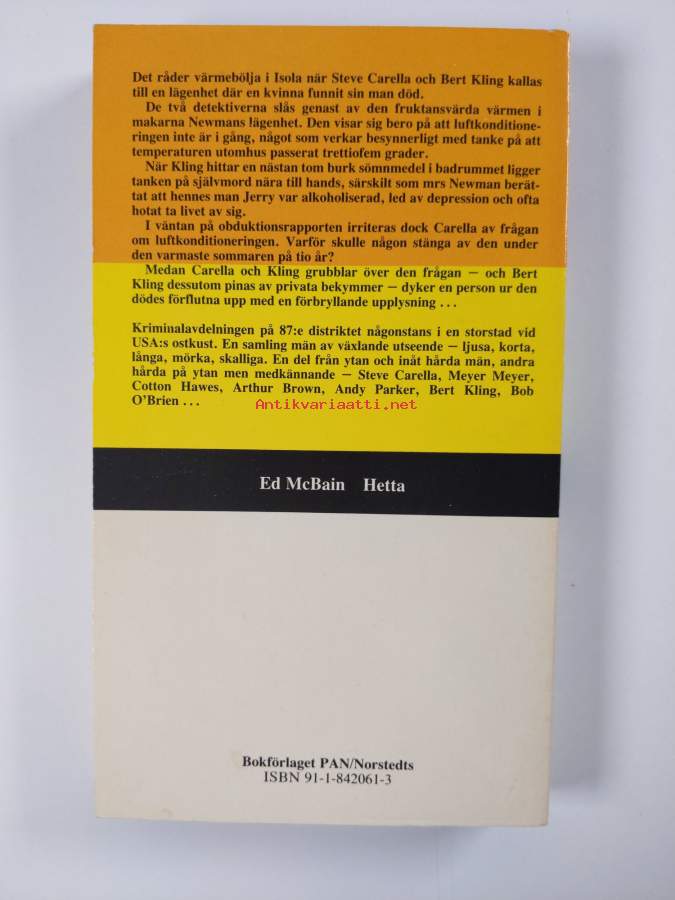 Det råder värmebölja i Isola när Steve Carella och Bert Kling kallas
till en lägenhet där en kvinna funnit sin man död.
De två detektiverna slås genast av den fruktansvärda värmen i
makarna Newmans lägenhet. Den visar sig bero på att luftkonditione-
ringen inte är i gång, något som verkar besynnerligt med tanke på att
temperaturen utomhus passerat trettiofem grader.
När Kling hittar en nästan tom burk sömnmedel i badrummet ligger
tanken på självmord nära till hands, särskilt som mrs Newman berät-
tat att hennes man Jerry var alkoholiserad, led av depression och ofta
hotat ta livet av sig.
I väntan på obduktionsrapporten irriteras dock Carella av frågan
om luftkonditioneringen. Varför skulle någon stänga av den under
den varmaste sommaren på tio år?
Medan Carella och Kling grubblar över den frågan – och Bert
Kling dessutom pinas av privata bekymmer – dyker en person ur den
dödes förflutna upp med en förbryllande upplysning . . .
Kriminalavdelningen på 87:e distriktet någonstans i en storstad vid
USA:s ostkust. En samling män av växlande utseende – ljusa, korta,
långa, mörka, skalliga. En del från ytan och inåt hårda män, andra
hårda på ytan men medkännande – Steve Carella, Meyer Meyer,
Cotton Hawes, Arthur Brown, Andy Parker, Bert Kling, Bob
O'Brien . . .
Antikvariaatti.net
Ed McBain Hetta
Bokförlaget PAN/Norstedts
ISBN 91-1-842061-3